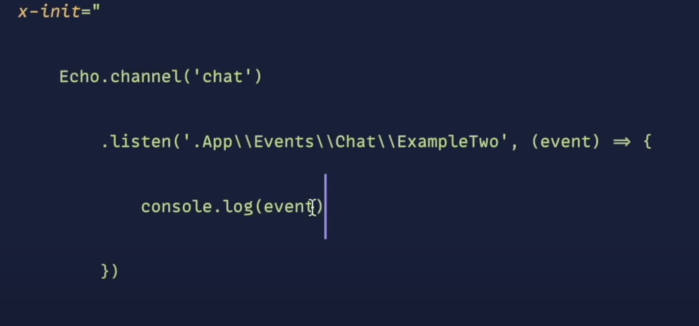 x-init="
Echo.channel('chat')
.listen('.App\\Events\\Chat\\ExampleTwo', (event) => {
console.log(event)
})